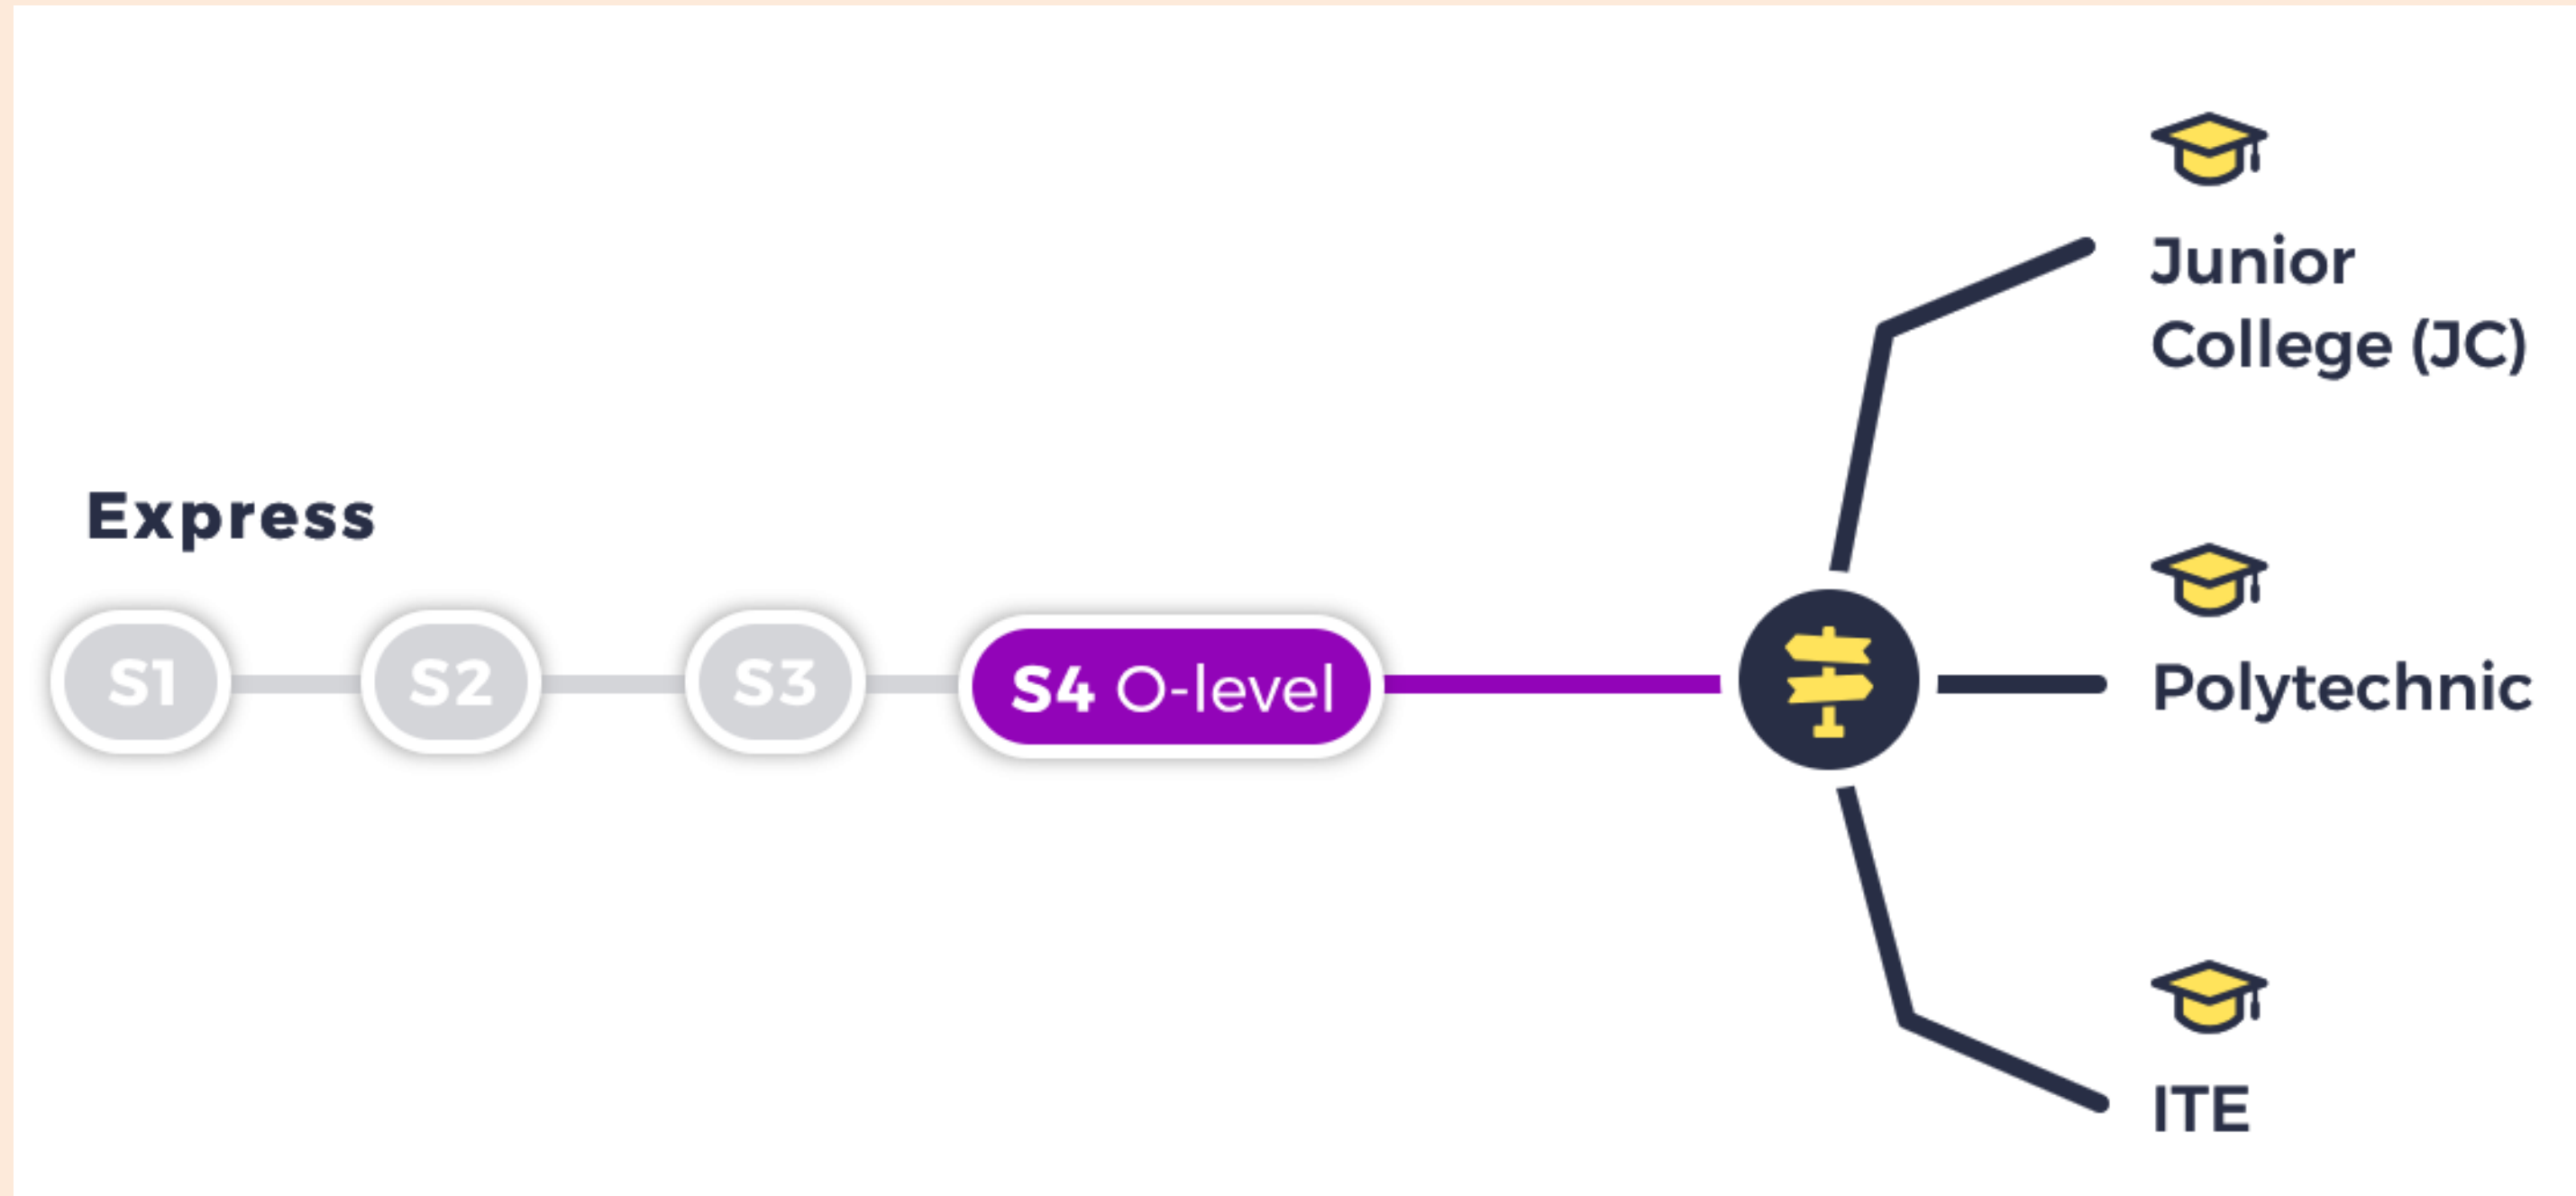 Express
S1
S2
S3
S4 O-level
Junior
College (JC)
Polytechnic
ITE